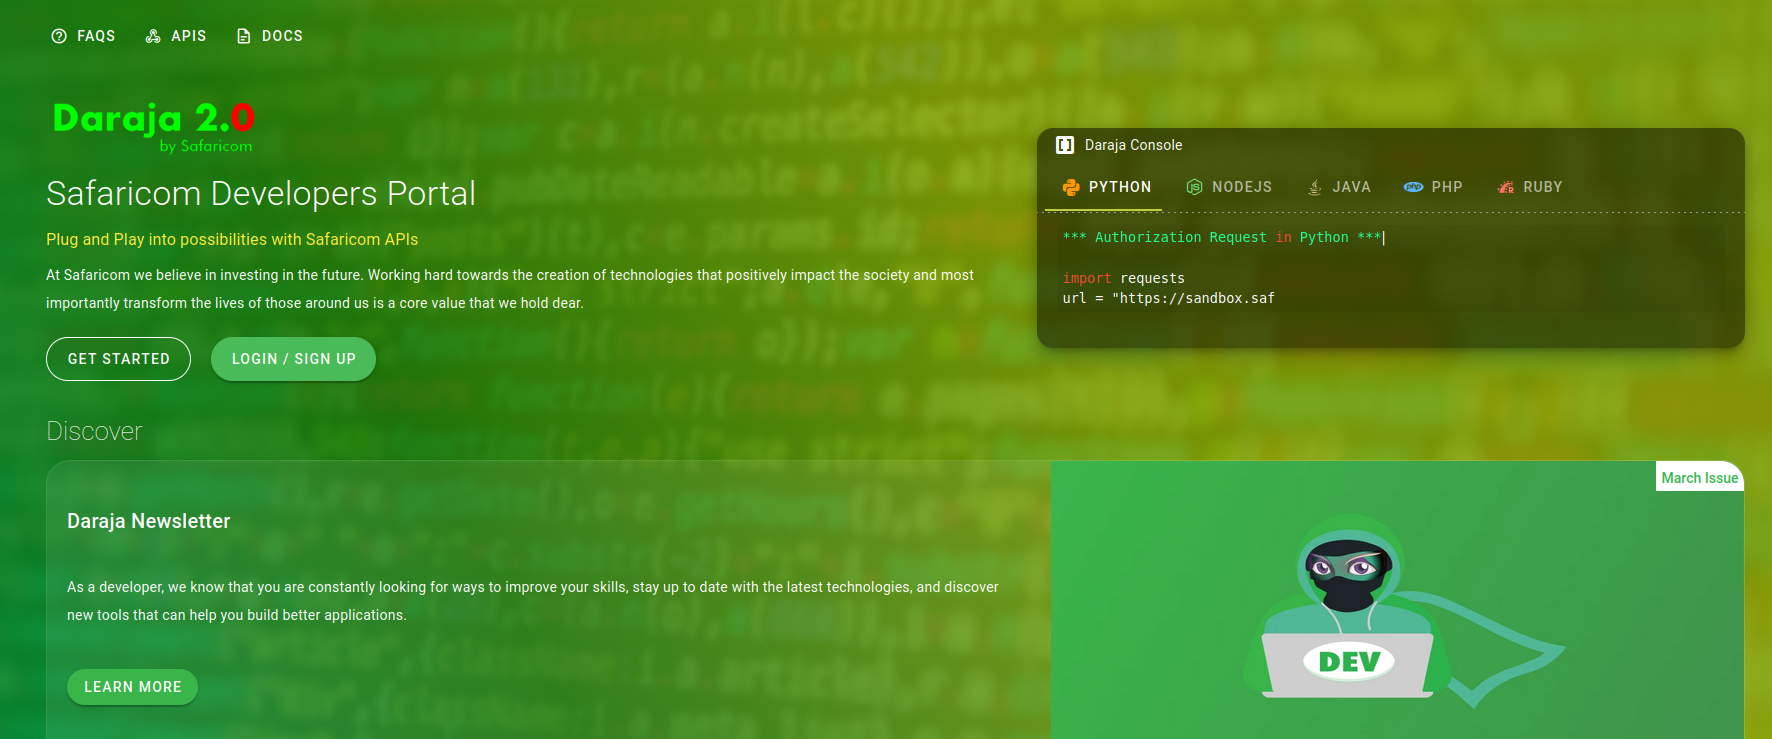 FAQS APIS DOCS
Daraja 2.0
by Safaricom
Safaricom Developers Portal
Plug and Play into possibilities with Safaricom APIs
At Safaricom we believe in investing in the future. Working hard towards the creation of technologies that positively impact the society and most
importantly transform the lives of those around us is a core value that we hold dear.
GET STARTED LOGIN / SIGN UP
Daraja Console
PYTHON NODEJS JAVA PHP RUBY
*** Authorization Request in Python ***
import requests
url = "https://sandbox.saf
Discover
Daraja Newsletter
As a developer, we know that you are constantly looking for ways to improve your skills, stay up to date with the latest technologies, and discover
new tools that can help you build better applications.
LEARN MORE
March Issue
DEV